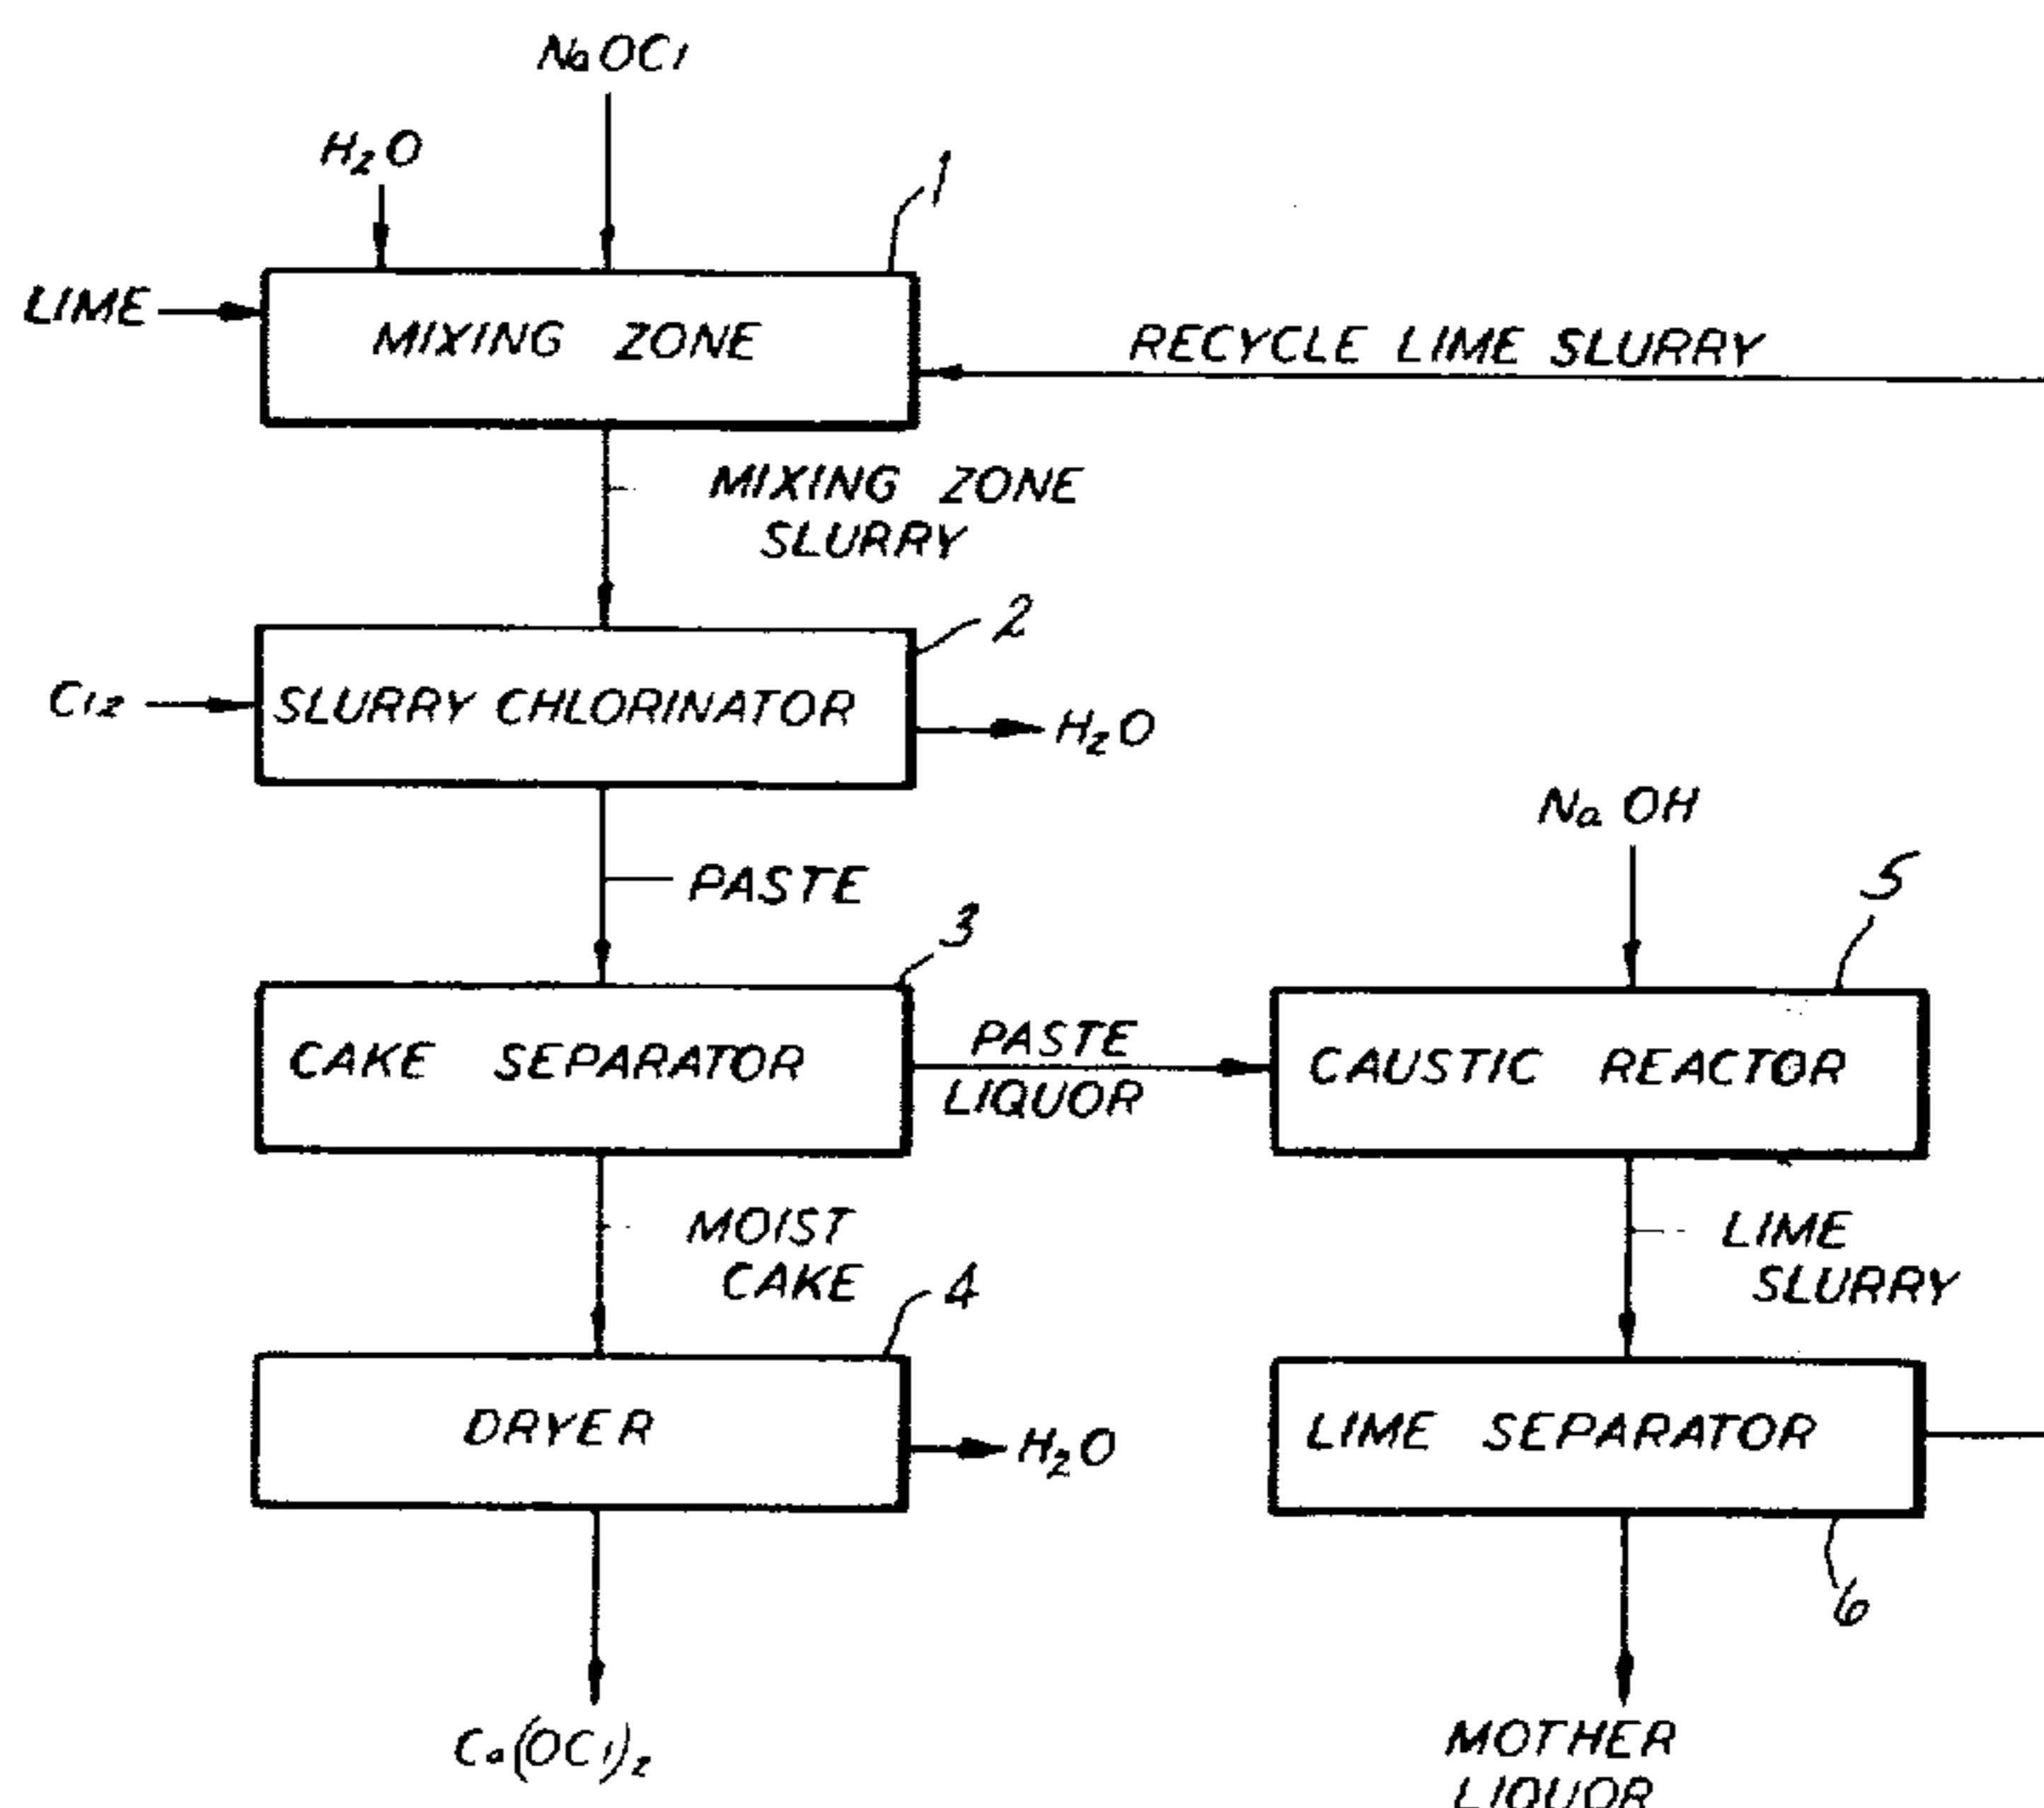 NaOCl
H2O
1
LIME
MIXING ZONE
RECYCLE LIME SLURRY
MIXING ZONE
SLURRY
2
Cl2
SLURRY CHLORINATOR
H2O
NaOH
PASTE
5
3
CAKE SEPARATOR
PASTE
LIQUOR
CAUSTIC REACTOR
MOIST
CAKE
LIME
SLURRY
4
DRYER
H2O
LIME SEPARATOR
6
Ca(OCl)2
MOTHER
LIQUOR